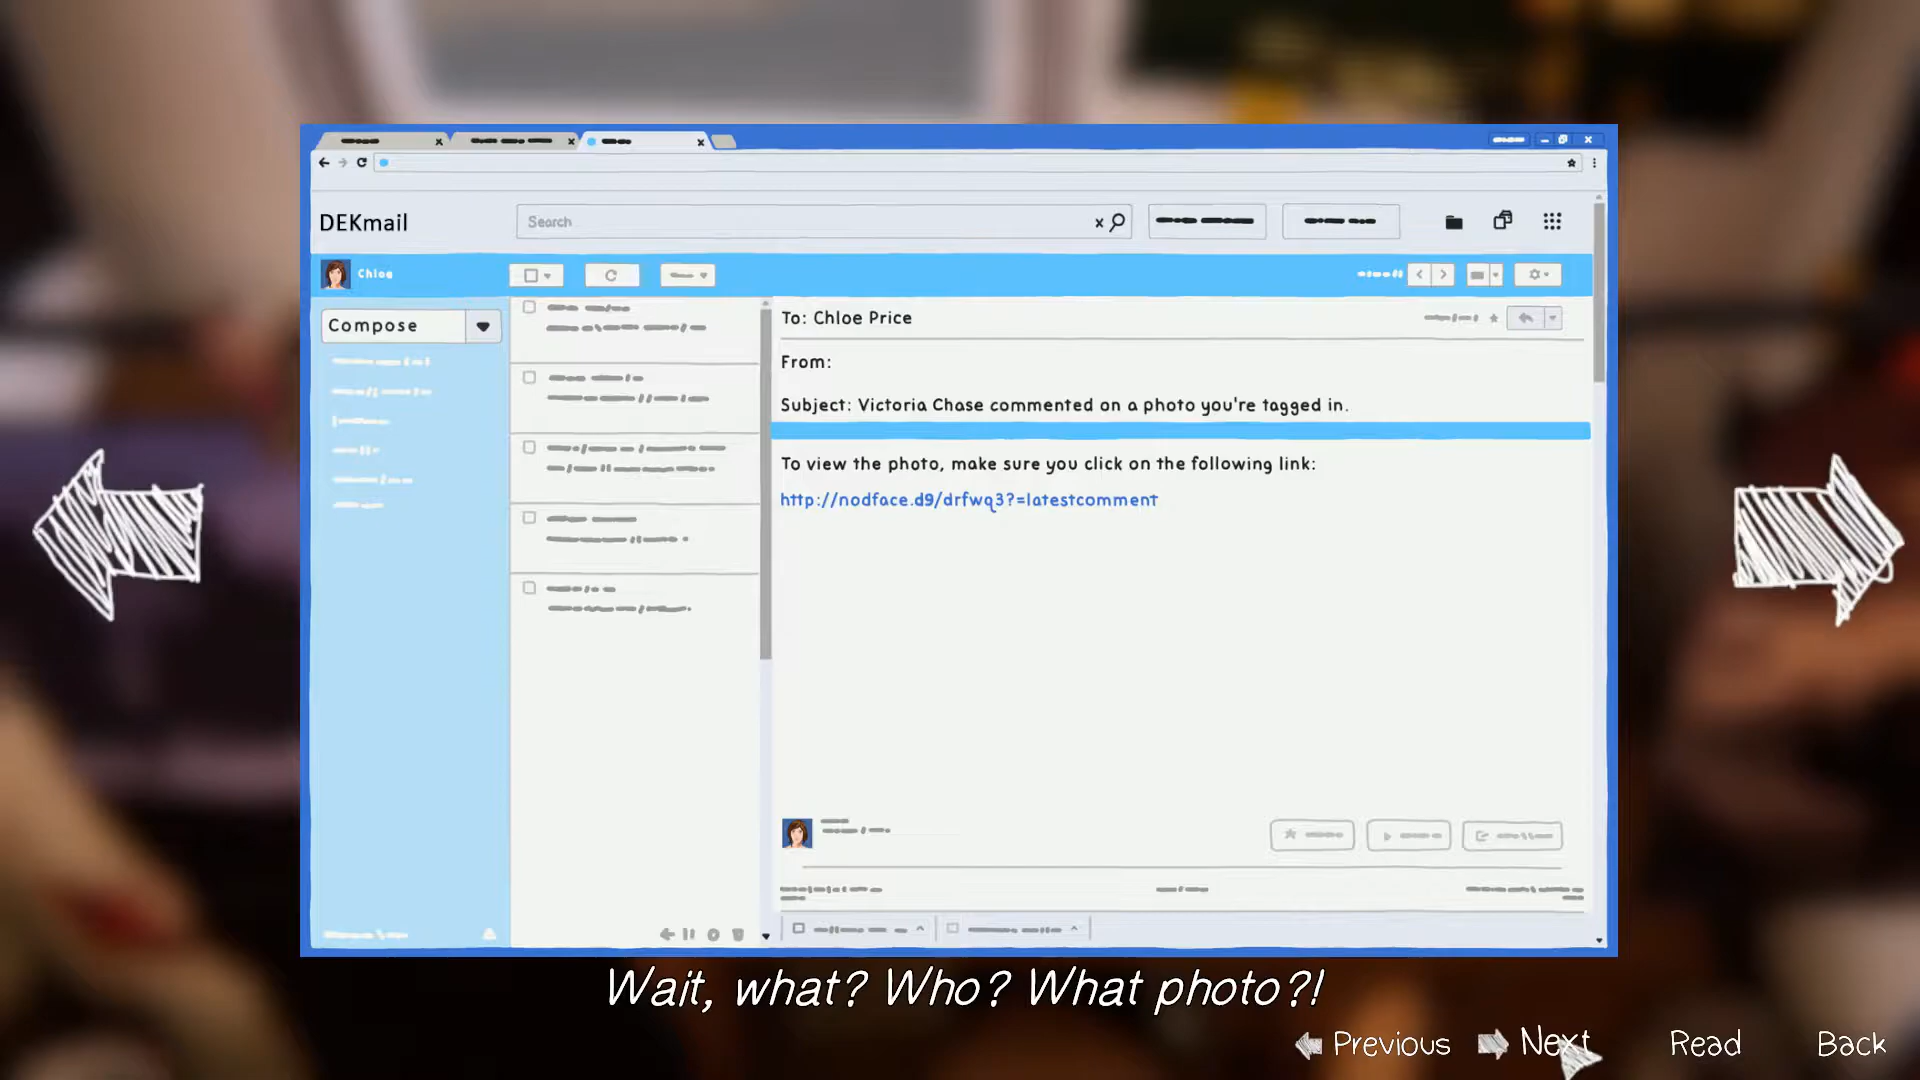 DEKmail
Search
Chloe
Compose
To: Chloe Price
From:
Subject: Victoria Chase commented on a photo you're tagged in.
To view the photo, make sure you click on the following link:
http://nodface.d9/drfwq3?=latestcomment
Wait, what? Who? What photo?!
Previous
Next
Read
Back